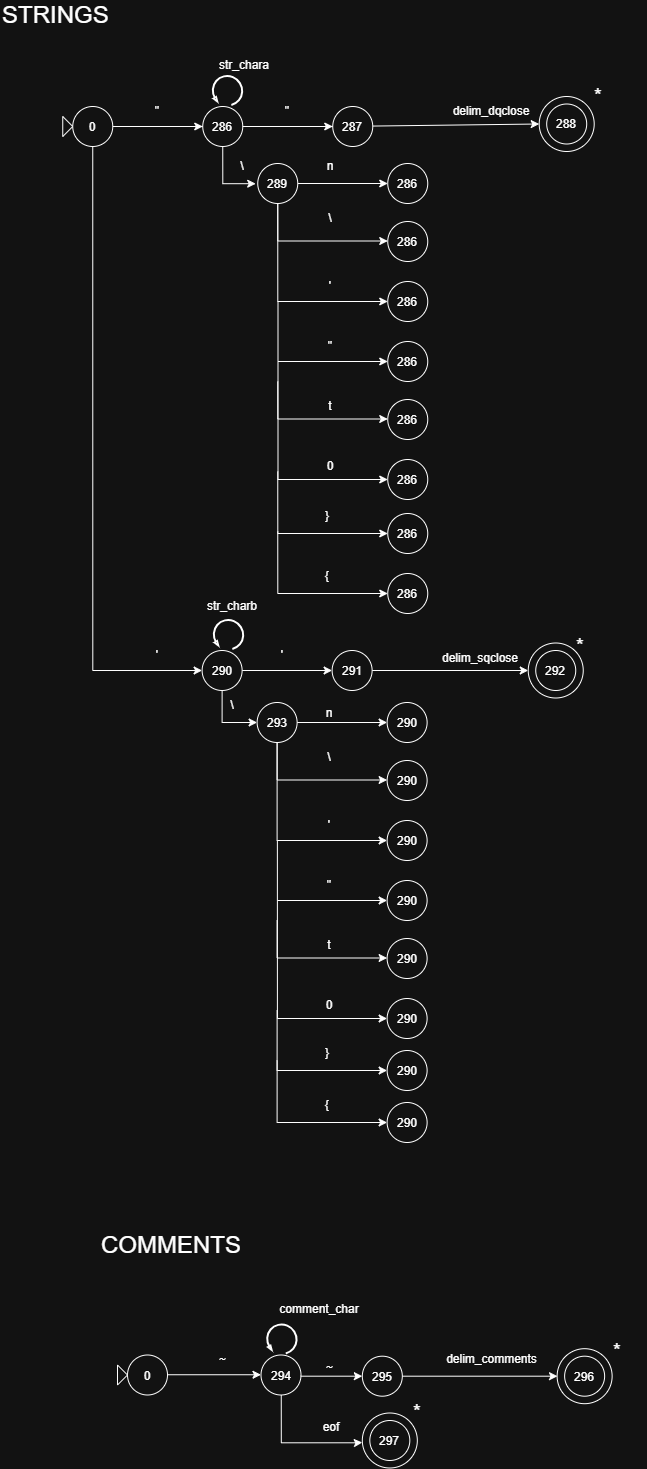 STRINGS
str_chara
*
0 " 286 " 287 delim_dqclose 288
\ 289 n 286
\ 286
' 286
" 286
t 286
0 286
} 286
{ 286
str_charb
*
' 290 ' 291 delim_sqclose 292
\ 293 n 290
\ 290
' 290
" 290
t 290
0 290
} 290
{ 290
COMMENTS
comment_char
*
0 ~ 294 ~ 295 delim_comments 296
*
eof 297